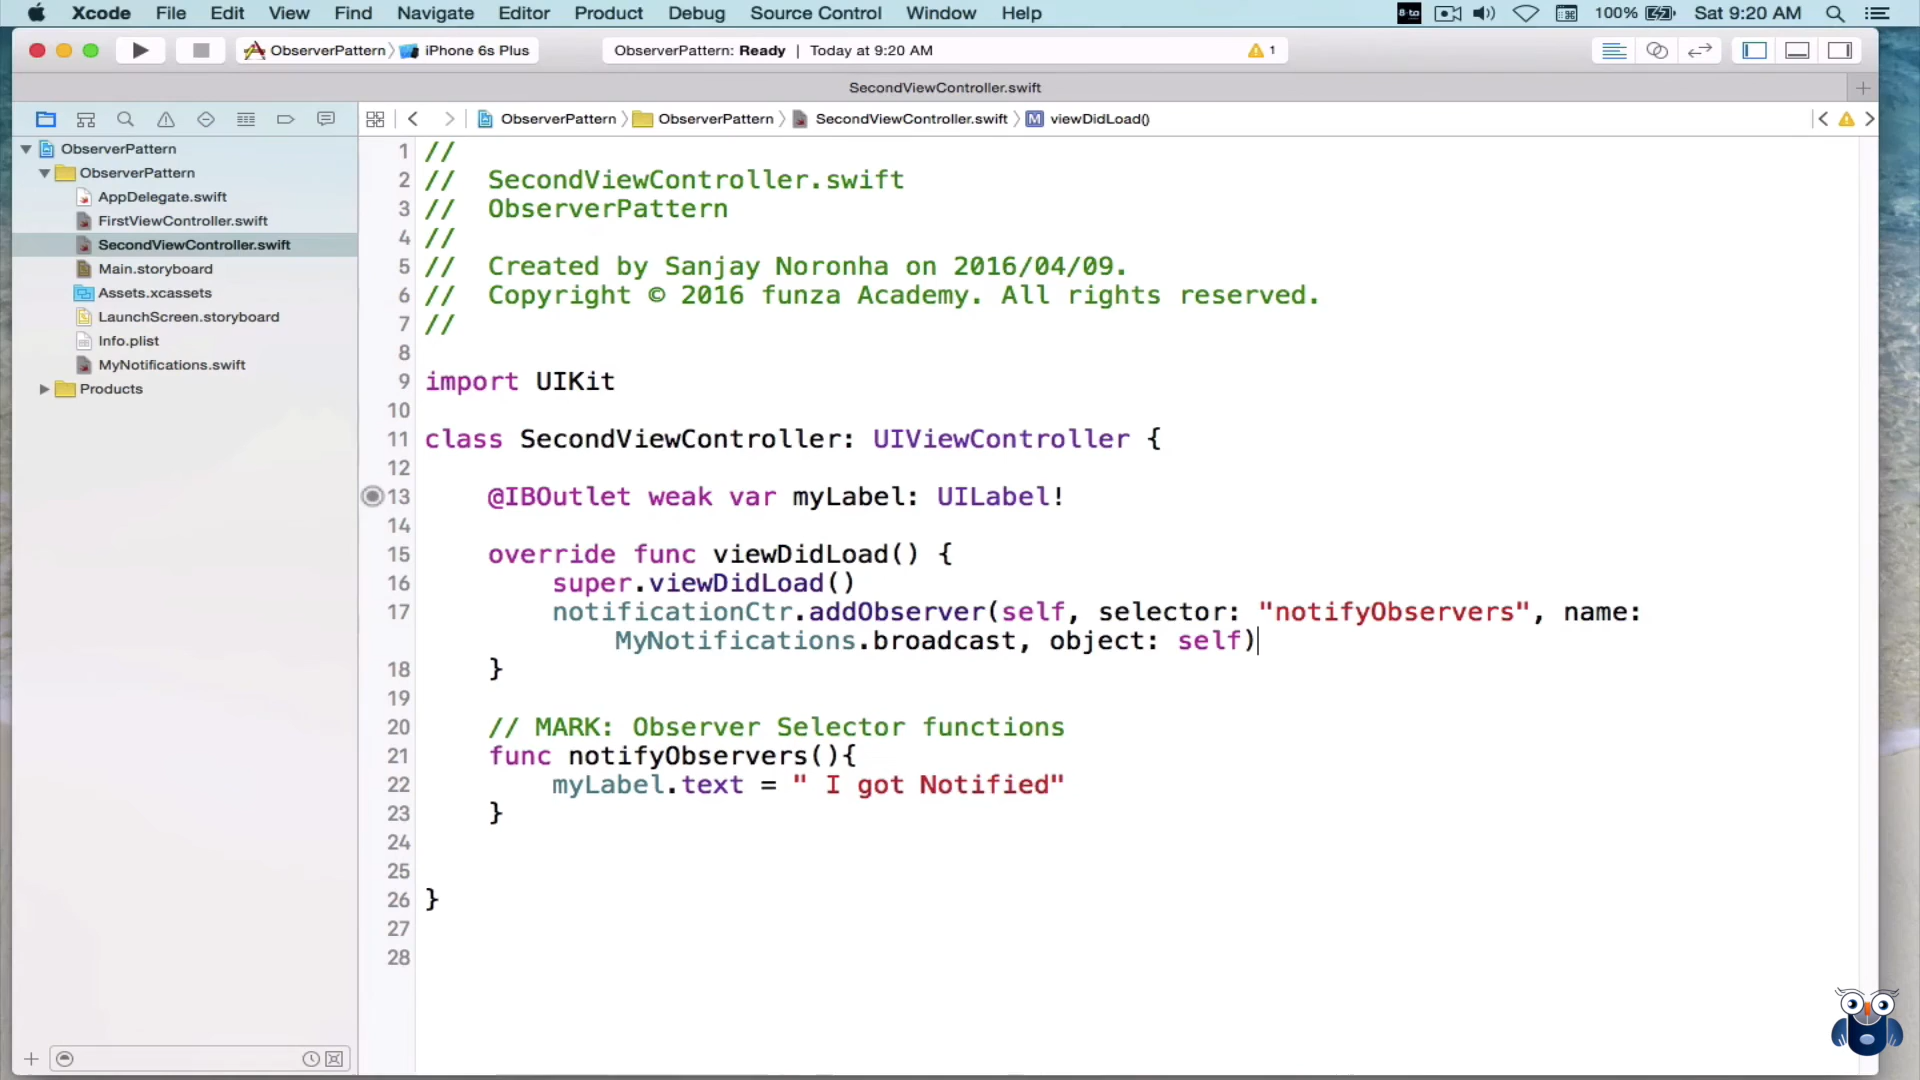 Xcode File Edit View Find Navigate Editor Product Debug Source Control Window Help 100% Sat 9:20 AM
ObserverPattern iPhone 6s Plus ObserverPattern: Ready | Today at 9:20 AM 1
SecondViewController.swift
ObserverPattern ObserverPattern SecondViewController.swift M viewDidLoad()
ObserverPattern
ObserverPattern
AppDelegate.swift
FirstViewController.swift
SecondViewController.swift
Main.storyboard
Assets.xcassets
LaunchScreen.storyboard
Info.plist
MyNotifications.swift
Products
1 //
2 // SecondViewController.swift
3 // ObserverPattern
4 //
5 // Created by Sanjay Noronha on 2016/04/09.
6 // Copyright © 2016 funza Academy. All rights reserved.
7 //
8
9 import UIKit
10
11 class SecondViewController: UIViewController {
12
13 @IBOutlet weak var myLabel: UILabel!
14
15 override func viewDidLoad() {
16 super.viewDidLoad()
17 notificationCtr.addObserver(self, selector: "notifyObservers", name:
MyNotifications.broadcast, object: self)
18 }
19
20 // MARK: Observer Selector functions
21 func notifyObservers(){
22 myLabel.text = " I got Notified"
23 }
24
25
26 }
27
28